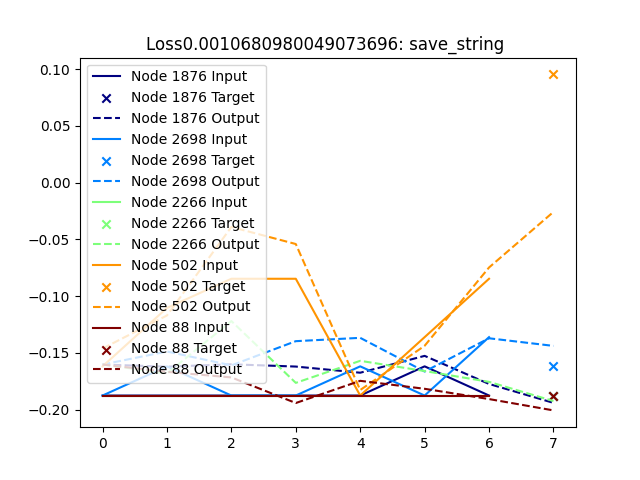 Loss0.0010680980049073696: save_string
0.10
0.05
0.00
−0.05
−0.10
−0.15
−0.20
Node 1876 Input
Node 1876 Target
Node 1876 Output
Node 2698 Input
Node 2698 Target
Node 2698 Output
Node 2266 Input
Node 2266 Target
Node 2266 Output
Node 502 Input
Node 502 Target
Node 502 Output
Node 88 Input
Node 88 Target
Node 88 Output
0 1 2 3 4 5 6 7